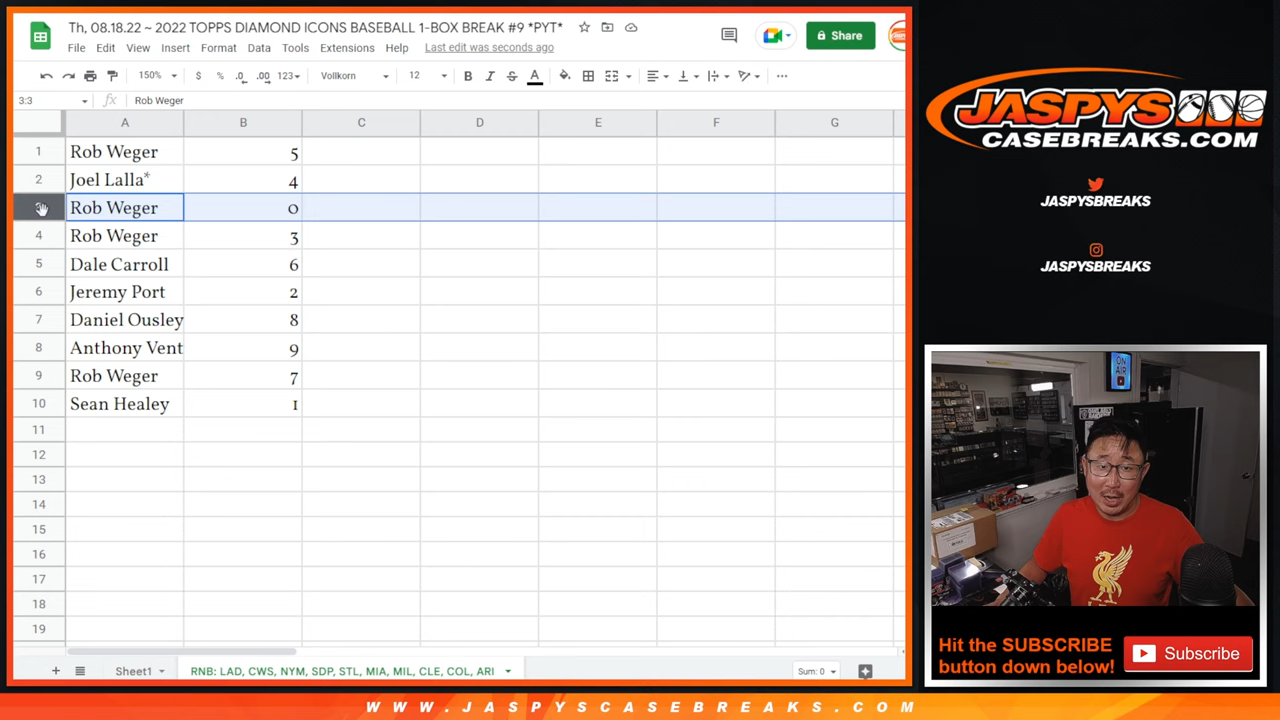 Th, 08.18.22 ~ 2022 TOPPS DIAMOND ICONS BASEBALL 1-BOX BREAK #9 *PYT*
Share
File Edit View Insert Format Data Tools Extensions Help Last edit was seconds ago
150% $ % .0 .00 123 Vollkorn 12 B I S A
3:3 fx Rob Weger
A B C D E F G
1 Rob Weger 5
2 Joel Lalla* 4
Rob Weger 0
4 Rob Weger 3
5 Dale Carroll 6
6 Jeremy Port 2
7 Daniel Ousley 8
8 Anthony Vent 9
9 Rob Weger 7
10 Sean Healey 1
11
12
13
14
15
16
17
18
19
Sheet1 RNB: LAD, CWS, NYM, SDP, STL, MIA, MIL, CLE, COL, ARI Sum: 0
JASPYS
CASEBREAKS.COM
JASPYSBREAKS
JASPYSBREAKS
ON
AIR
Hit the SUBSCRIBE
button down below!
Subscribe
WWW.JASPYSCASEBREAKS.COM